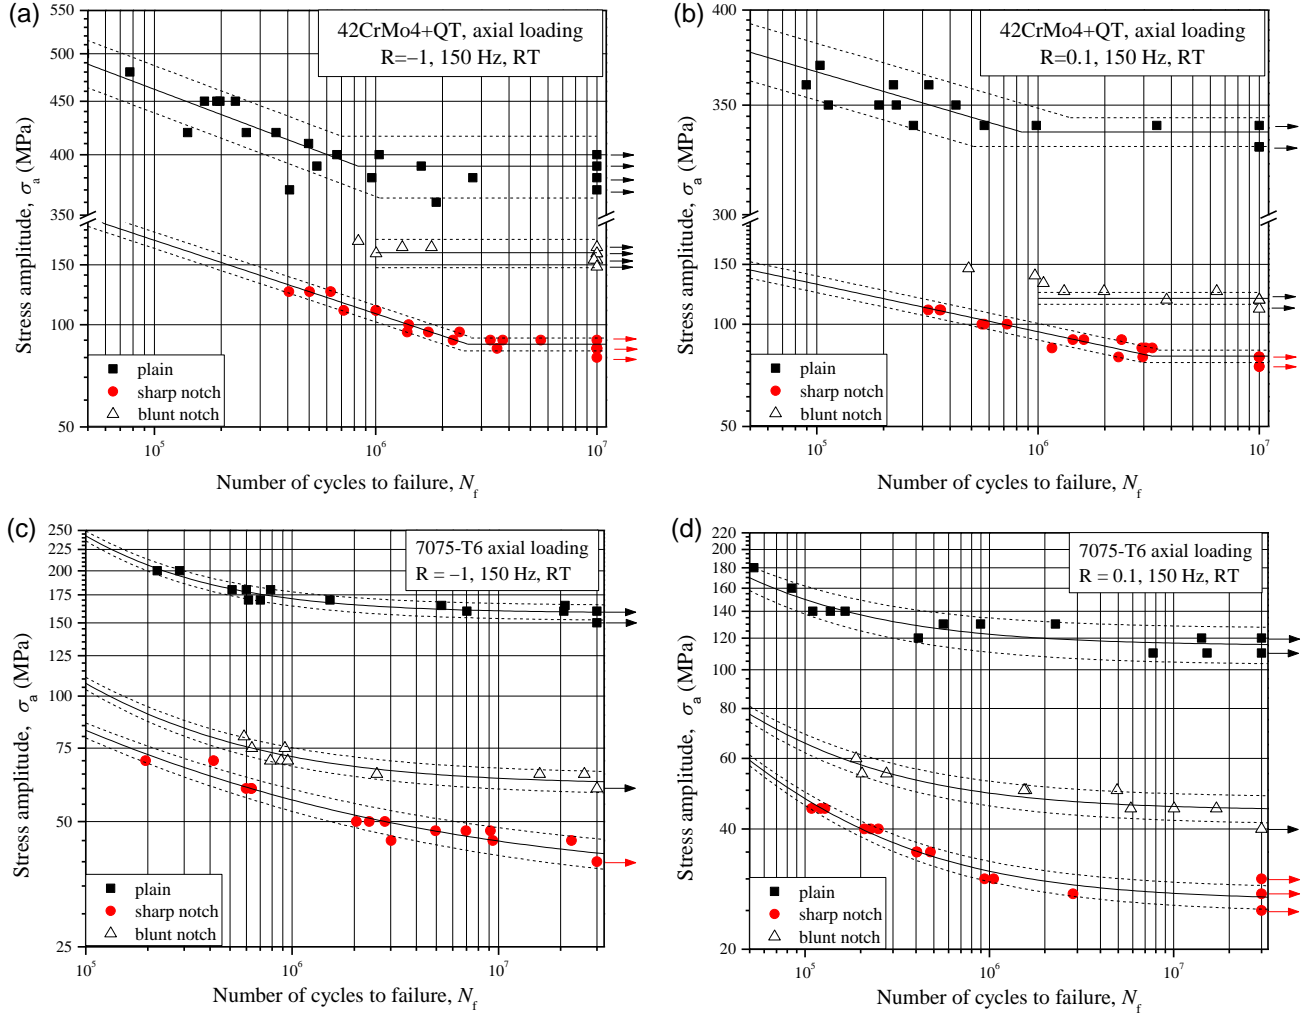 (a)
550
500
450
400
350
150
100
50
Stress amplitude, σa (MPa)
42CrMo4+QT, axial loading
R=−1, 150 Hz, RT
plain
sharp notch
blunt notch
10^5
10^6
10^7
Number of cycles to failure, Nf
(b)
400
350
300
150
100
50
Stress amplitude, σa (MPa)
42CrMo4+QT, axial loading
R=0.1, 150 Hz, RT
plain
sharp notch
blunt notch
10^5
10^6
10^7
Number of cycles to failure, Nf
(c)
250
225
200
175
150
125
100
75
50
25
Stress amplitude, σa (MPa)
7075-T6 axial loading
R = −1, 150 Hz, RT
plain
sharp notch
blunt notch
10^5
10^6
10^7
Number of cycles to failure, Nf
(d)
220
200
180
160
140
120
100
80
60
40
20
Stress amplitude, σa (MPa)
7075-T6 axial loading
R = 0.1, 150 Hz, RT
plain
sharp notch
blunt notch
10^5
10^6
10^7
Number of cycles to failure, Nf